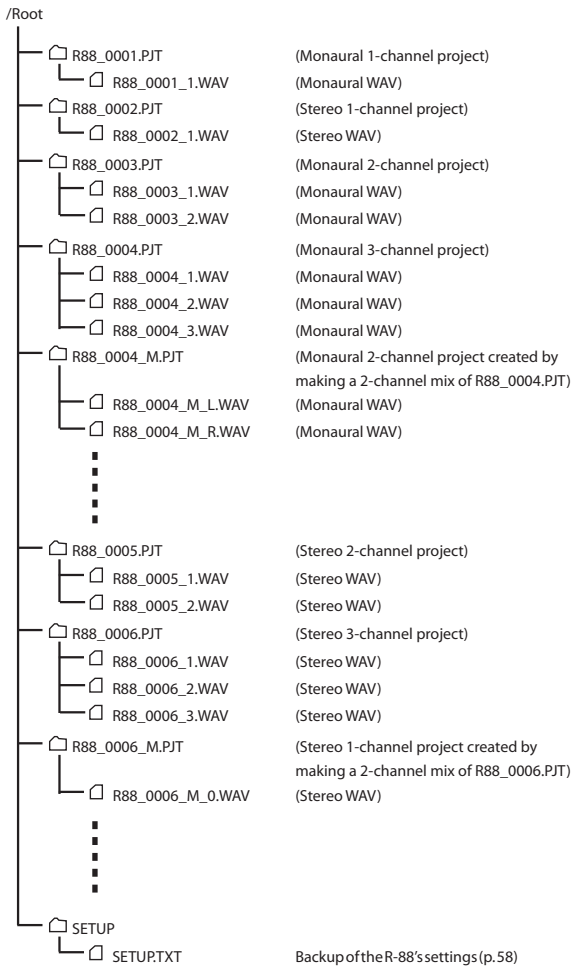 /Root
R88_0001.PJT (Monaural 1-channel project)
R88_0001_1.WAV (Monaural WAV)
R88_0002.PJT (Stereo 1-channel project)
R88_0002_1.WAV (Stereo WAV)
R88_0003.PJT (Monaural 2-channel project)
R88_0003_1.WAV (Monaural WAV)
R88_0003_2.WAV (Monaural WAV)
R88_0004.PJT (Monaural 3-channel project)
R88_0004_1.WAV (Monaural WAV)
R88_0004_2.WAV (Monaural WAV)
R88_0004_3.WAV (Monaural WAV)
R88_0004_M.PJT (Monaural 2-channel project created by
making a 2-channel mix of R88_0004.PJT)
R88_0004_M_L.WAV (Monaural WAV)
R88_0004_M_R.WAV (Monaural WAV)
R88_0005.PJT (Stereo 2-channel project)
R88_0005_1.WAV (Stereo WAV)
R88_0005_2.WAV (Stereo WAV)
R88_0006.PJT (Stereo 3-channel project)
R88_0006_1.WAV (Stereo WAV)
R88_0006_2.WAV (Stereo WAV)
R88_0006_3.WAV (Stereo WAV)
R88_0006_M.PJT (Stereo 1-channel project created by
making a 2-channel mix of R88_0006.PJT)
R88_0006_M_0.WAV (Stereo WAV)
SETUP
SETUP.TXT Backup of the R-88's settings (p. 58)